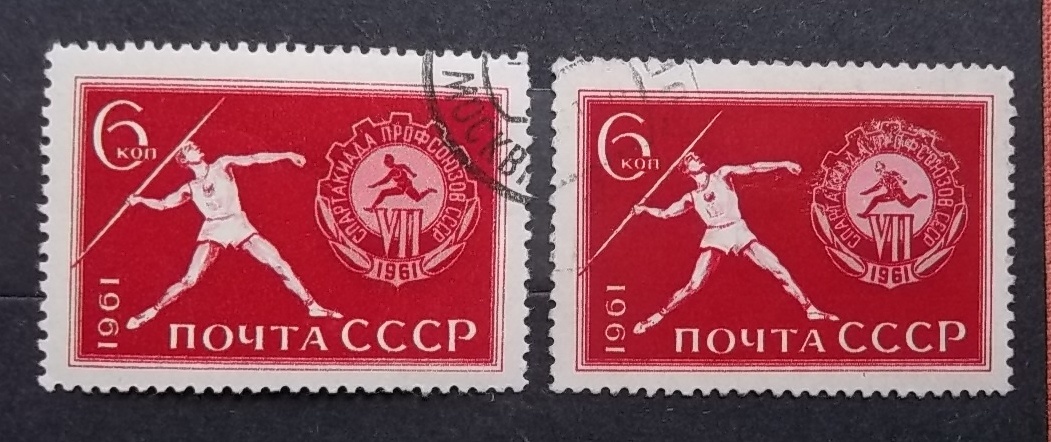 6
КОП
СПАРТАКИАДА ПРОФСОЮЗОВ СССР
VII
1961
1961
ПОЧТА СССР
МОСКВА
6
КОП
СПАРТАКИАДА ПРОФСОЮЗОВ СССР
VII
1961
1961
ПОЧТА СССР